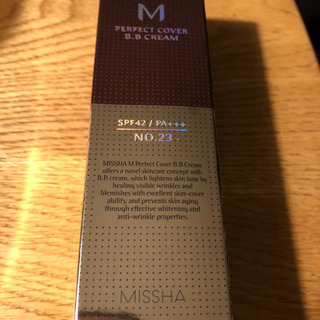 M
PERFECT COVER
B.B CREAM
SPF42 / PA+++
NO.23
MISSHA M Perfect Cover B.B Cream
offers a novel skincare concept with
B.B cream, which lightens skin tone by
healing visible wrinkles and
blemishes with excellent skin-cover
ability, and prevents skin aging
through effective whitening and
anti-wrinkle properties.
MISSHA